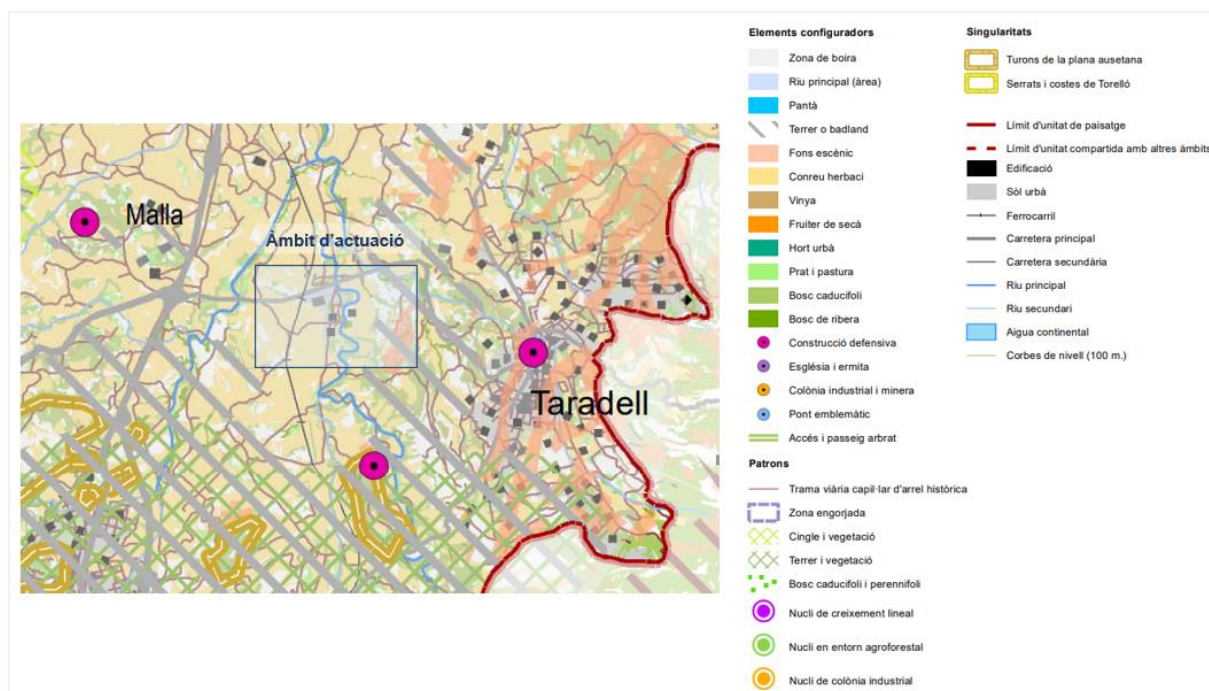 Malla
Àmbit d'actuació
Taradell
Elements configuradors
Zona de boira
Riu principal (àrea)
Pantà
Terrer o badland
Fons escènic
Conreu herbaci
Vinya
Fruiter de secà
Hort urbà
Prat i pastura
Bosc caducifoli
Bosc de ribera
Construcció defensiva
Església i ermita
Colònia industrial i minera
Pont emblemàtic
Accés i passeig arbrat
Patrons
Trama viària capil·lar d'arrel històrica
Zona engorjada
Cingle i vegetació
Terrer i vegetació
Bosc caducifoli i perennifoli
Nucli de creixement lineal
Nucli en entorn agroforestal
Nucli de colònia industrial
Singularitats
Turons de la plana ausetana
Serrats i costes de Torelló
Límit d'unitat de paisatge
Límit d'unitat compartida amb altres àmbits
Edificació
Sòl urbà
Ferrocarril
Carretera principal
Carretera secundària
Riu principal
Riu secundari
Aigua continental
Corbes de nivell (100 m.)